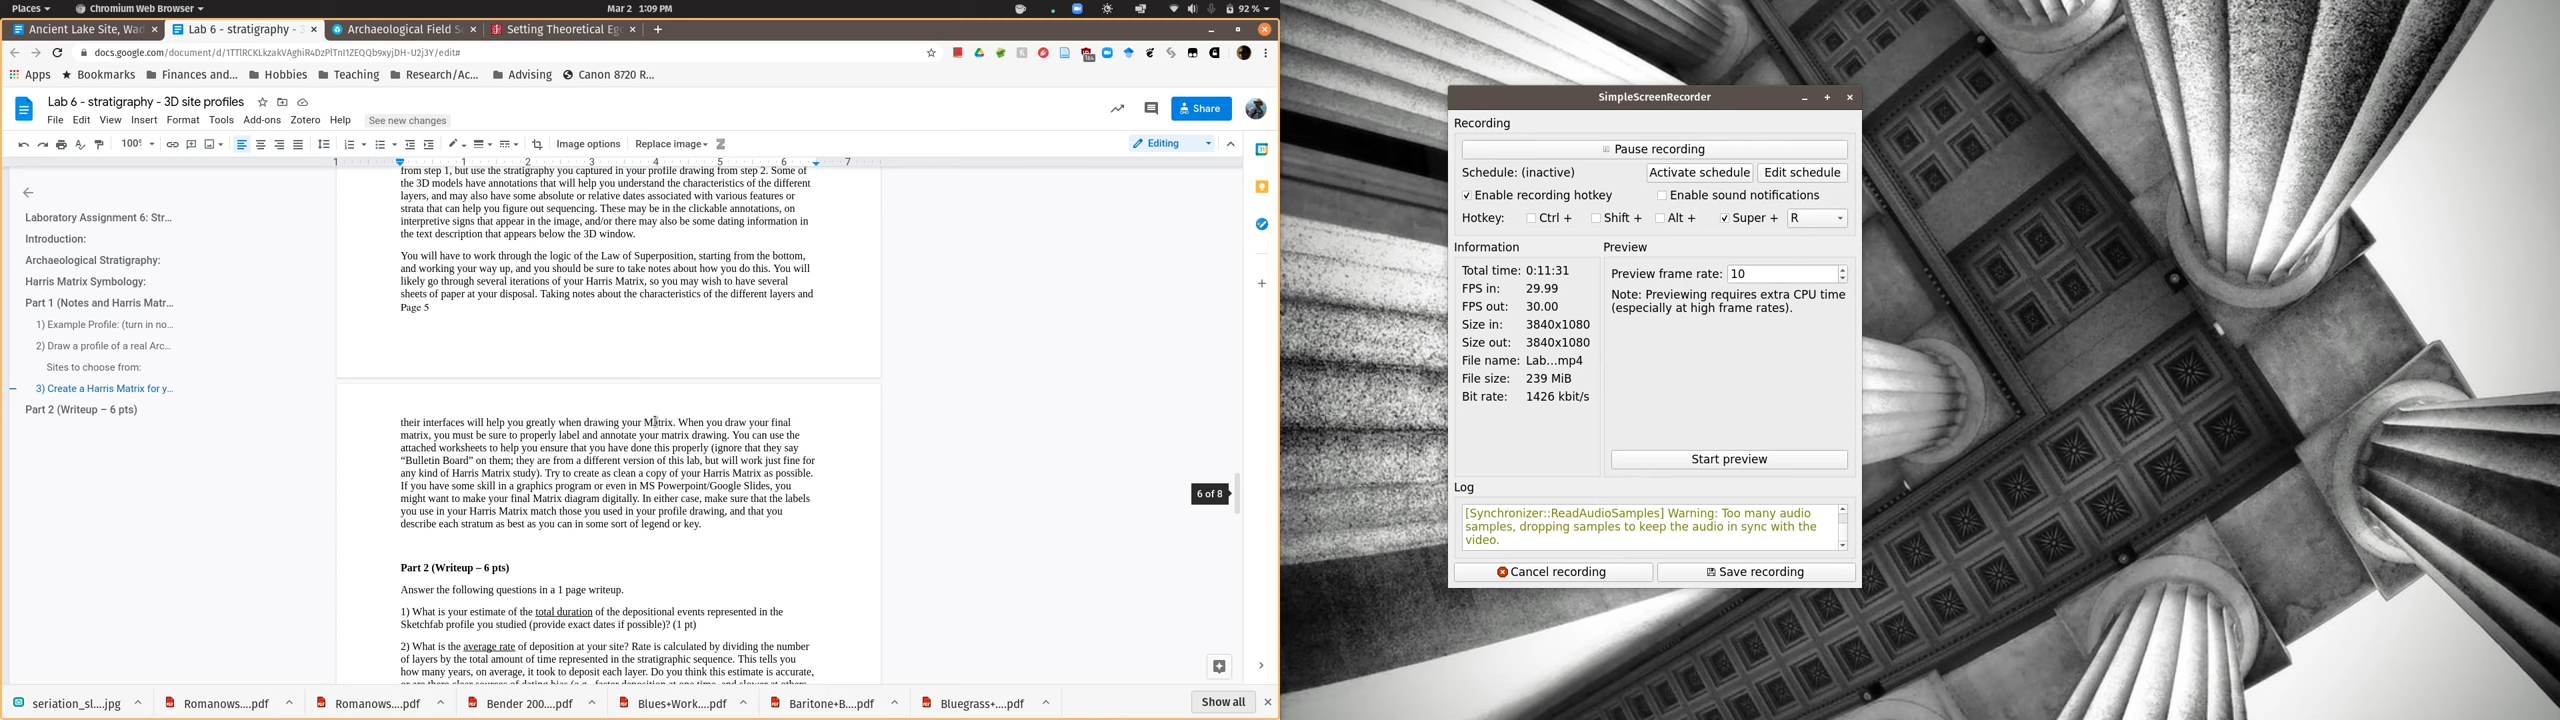 Places
Chromium Web Browser
Mar 2 1:09 PM
92 %
Ancient Lake Site, Wad
Lab 6 - stratigraphy - 3
Archaeological Field S
Setting Theoretical Eg
docs.google.com/document/d/1TTlRCKLkzakVAghiR4DzPlTnI1ZEQQb9xyjDH-U2j3Y/edit#
Apps
Bookmarks
Finances and...
Hobbies
Teaching
Research/Ac...
Advising
Canon 8720 R...
Lab 6 - stratigraphy - 3D site profiles
Share
File Edit View Insert Format Tools Add-ons Zotero Help See new changes
100%
Image options
Replace image
Editing
1 1 2 3 4 5 6 7
Laboratory Assignment 6: Str...
Introduction:
Archaeological Stratigraphy:
Harris Matrix Symbology:
Part 1 (Notes and Harris Matr...
1) Example Profile: (turn in no...
2) Draw a profile of a real Arc...
Sites to choose from:
3) Create a Harris Matrix for y...
Part 2 (Writeup – 6 pts)
from step 1, but use the stratigraphy you captured in your profile drawing from step 2. Some of
the 3D models have annotations that will help you understand the characteristics of the different
layers, and may also have some absolute or relative dates associated with various features or
strata that can help you figure out sequencing. These may be in the clickable annotations, on
interpretive signs that appear in the image, and/or there may also be some dating information in
the text description that appears below the 3D window.
You will have to work through the logic of the Law of Superposition, starting from the bottom,
and working your way up, and you should be sure to take notes about how you do this. You will
likely go through several iterations of your Harris Matrix, so you may wish to have several
sheets of paper at your disposal. Taking notes about the characteristics of the different layers and
Page 5
their interfaces will help you greatly when drawing your Matrix. When you draw your final
matrix, you must be sure to properly label and annotate your matrix drawing. You can use the
attached worksheets to help you ensure that you have done this properly (ignore that they say
“Bulletin Board” on them; they are from a different version of this lab, but will work just fine for
any kind of Harris Matrix study). Try to create as clean a copy of your Harris Matrix as possible.
If you have some skill in a graphics program or even in MS Powerpoint/Google Slides, you
might want to make your final Matrix diagram digitally. In either case, make sure that the labels
you use in your Harris Matrix match those you used in your profile drawing, and that you
describe each stratum as best as you can in some sort of legend or key.
Part 2 (Writeup – 6 pts)
Answer the following questions in a 1 page writeup.
1) What is your estimate of the total duration of the depositional events represented in the
Sketchfab profile you studied (provide exact dates if possible)? (1 pt)
2) What is the average rate of deposition at your site? Rate is calculated by dividing the number
of layers by the total amount of time represented in the stratigraphic sequence. This tells you
how many years, on average, it took to deposit each layer. Do you think this estimate is accurate,
6 of 8
seriation_sl....jpg
Romanows....pdf
Romanows....pdf
Bender 200....pdf
Blues+Work....pdf
Baritone+B....pdf
Bluegrass+....pdf
Show all
SimpleScreenRecorder
Recording
Pause recording
Schedule: (inactive)
Activate schedule
Edit schedule
Enable recording hotkey
Enable sound notifications
Hotkey: Ctrl + Shift + Alt + Super + R
Information
Total time: 0:11:31
FPS in: 29.99
FPS out: 30.00
Size in: 3840x1080
Size out: 3840x1080
File name: Lab...mp4
File size: 239 MiB
Bit rate: 1426 kbit/s
Preview
Preview frame rate: 10
Note: Previewing requires extra CPU time
(especially at high frame rates).
Start preview
Log
[Synchronizer::ReadAudioSamples] Warning: Too many audio
samples, dropping samples to keep the audio in sync with the
video.
Cancel recording
Save recording